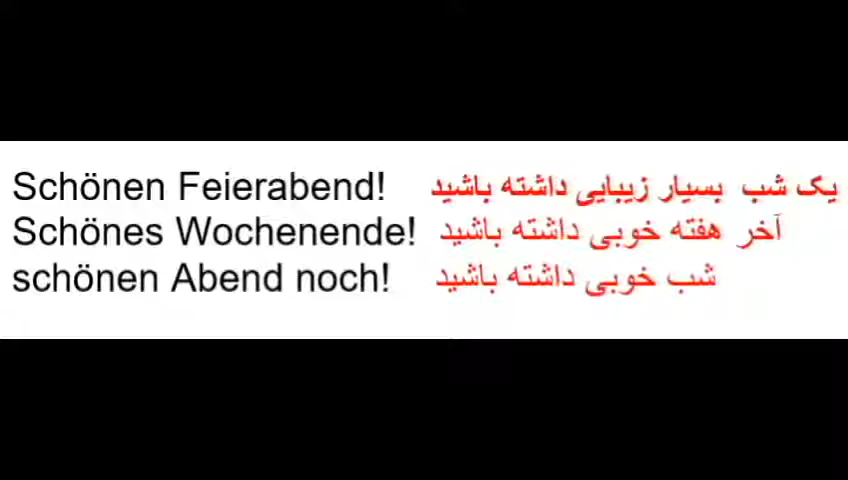 Schönen Feierabend! یک شب بسیار زیبایی داشته باشید
Schönes Wochenende! آخر هفته خوبی داشته باشید
schönen Abend noch! شب خوبی داشته باشید